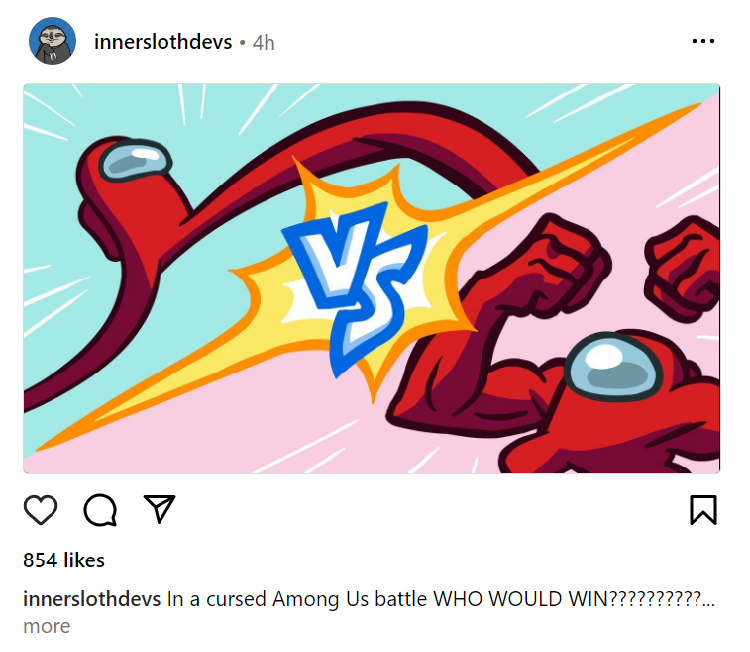 innerslothdevs • 4h
VS
854 likes
innerslothdevs In a cursed Among Us battle WHO WOULD WIN??????????...
more